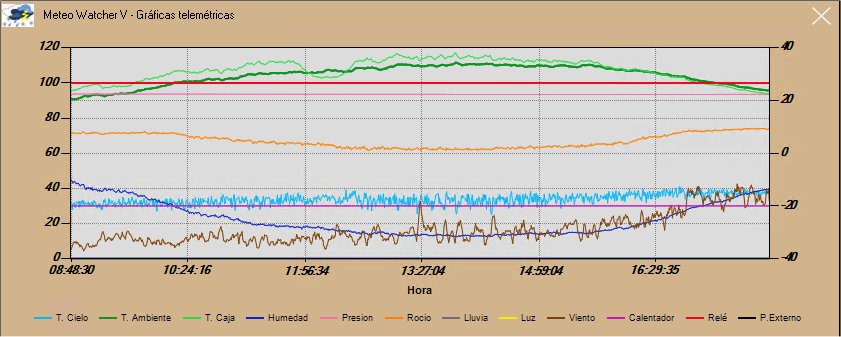 Meteo Watcher V - Gráficas telemétricas
120 40
100 20
80
60 0
40
20 -20
0 -40
08:48:30 10:24:16 11:56:34 13:27:04 14:59:04 16:29:35
Hora
T. Cielo T. Ambiente T. Caja Humedad Presion Rocio Lluvia Luz Viento Calentador Relé P.Externo